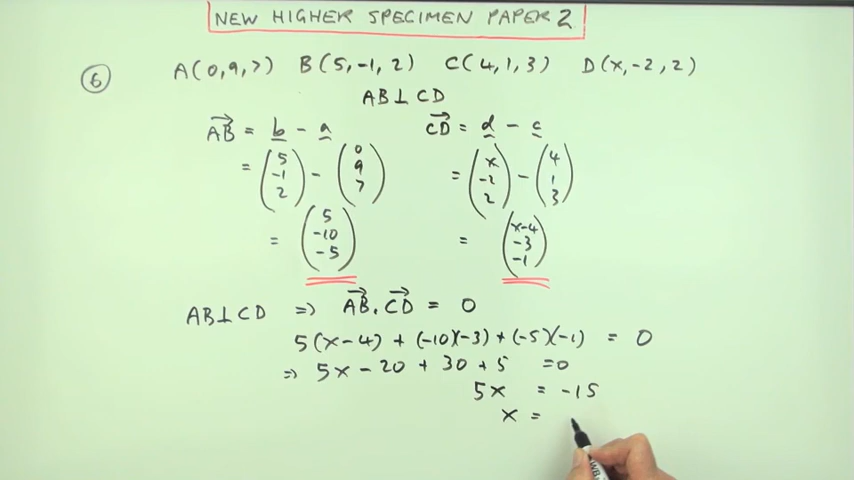 NEW HIGHER SPECIMEN PAPER 2
6 A(0,9,7) B(5,-1,2) C(4,1,3) D(x,-2,2)
AB⊥CD
AB = b - a CD = d - c
= (5 -1 2) - (0 9 7) = (x -2 2) - (4 1 3)
= (5 -10 -5) = (x-4 -3 -1)
AB⊥CD => AB.CD = 0
5(x-4) + (-10)(-3) + (-5)(-1) = 0
=> 5x - 20 + 30 + 5 = 0
5x = -15
x =